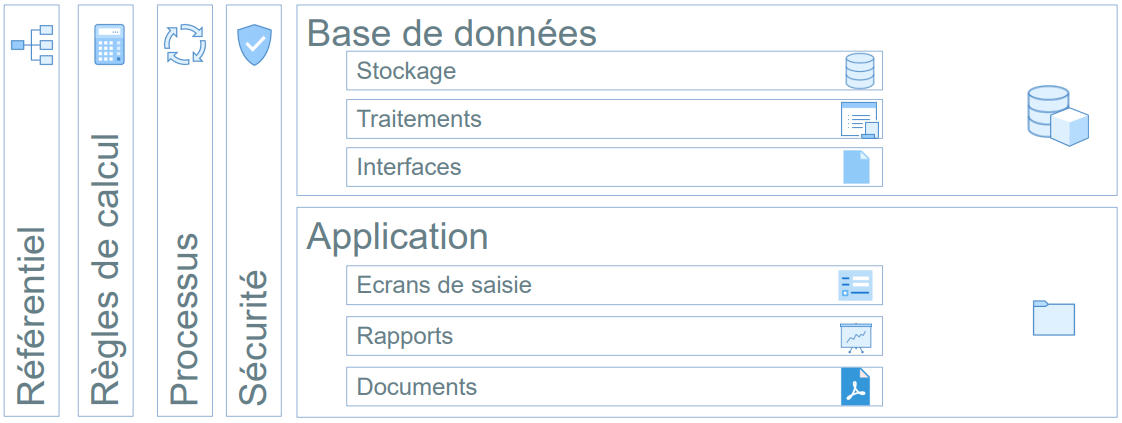 Référentiel
Règles de calcul
Processus
Sécurité
Base de données
Stockage
Traitements
Interfaces
Application
Ecrans de saisie
Rapports
Documents